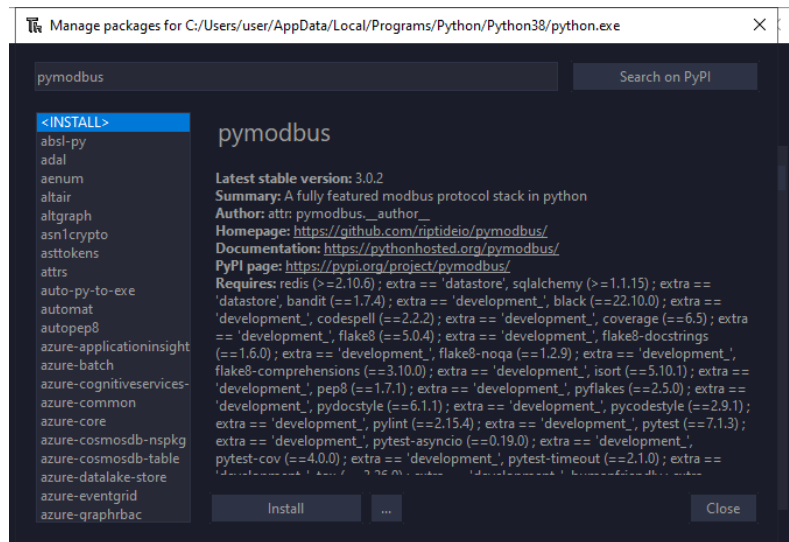 Manage packages for C:/Users/user/AppData/Local/Programs/Python/Python38/python.exe
pymodbus
Search on PyPI
<INSTALL>
absl-py
adal
aenum
altair
altgraph
asn1crypto
asttokens
attrs
auto-py-to-exe
automat
autopep8
azure-applicationinsight
azure-batch
azure-cognitiveservices-
azure-common
azure-core
azure-cosmosdb-nspkg
azure-cosmosdb-table
azure-datalake-store
azure-eventgrid
azure-graphrbac
pymodbus
Latest stable version: 3.0.2
Summary: A fully featured modbus protocol stack in python
Author: attr: pymodbus.__author__
Homepage: https://github.com/riptideio/pymodbus/
Documentation: https://pythonhosted.org/pymodbus/
PyPI page: https://pypi.org/project/pymodbus/
Requires: redis (>=2.10.6) ; extra == 'datastore', sqlalchemy (>=1.1.15) ; extra ==
'datastore', bandit (==1.7.4) ; extra == 'development_', black (==22.10.0) ; extra ==
'development_', codespell (==2.2.2) ; extra == 'development_', coverage (==6.5) ; extra
== 'development_', flake8 (==5.0.4) ; extra == 'development_', flake8-docstrings
(==1.6.0) ; extra == 'development_', flake8-noqa (==1.2.9) ; extra == 'development_',
flake8-comprehensions (==3.10.0) ; extra == 'development_', isort (==5.10.1) ; extra ==
'development_', pep8 (==1.7.1) ; extra == 'development_', pyflakes (==2.5.0) ; extra ==
'development_', pydocstyle (==6.1.1) ; extra == 'development_', pycodestyle (==2.9.1) ;
extra == 'development_', pylint (==2.15.4) ; extra == 'development_', pytest (==7.1.3) ;
extra == 'development_', pytest-asyncio (==0.19.0) ; extra == 'development_',
pytest-cov (==4.0.0) ; extra == 'development_', pytest-timeout (==2.1.0) ; extra ==
Install
...
Close